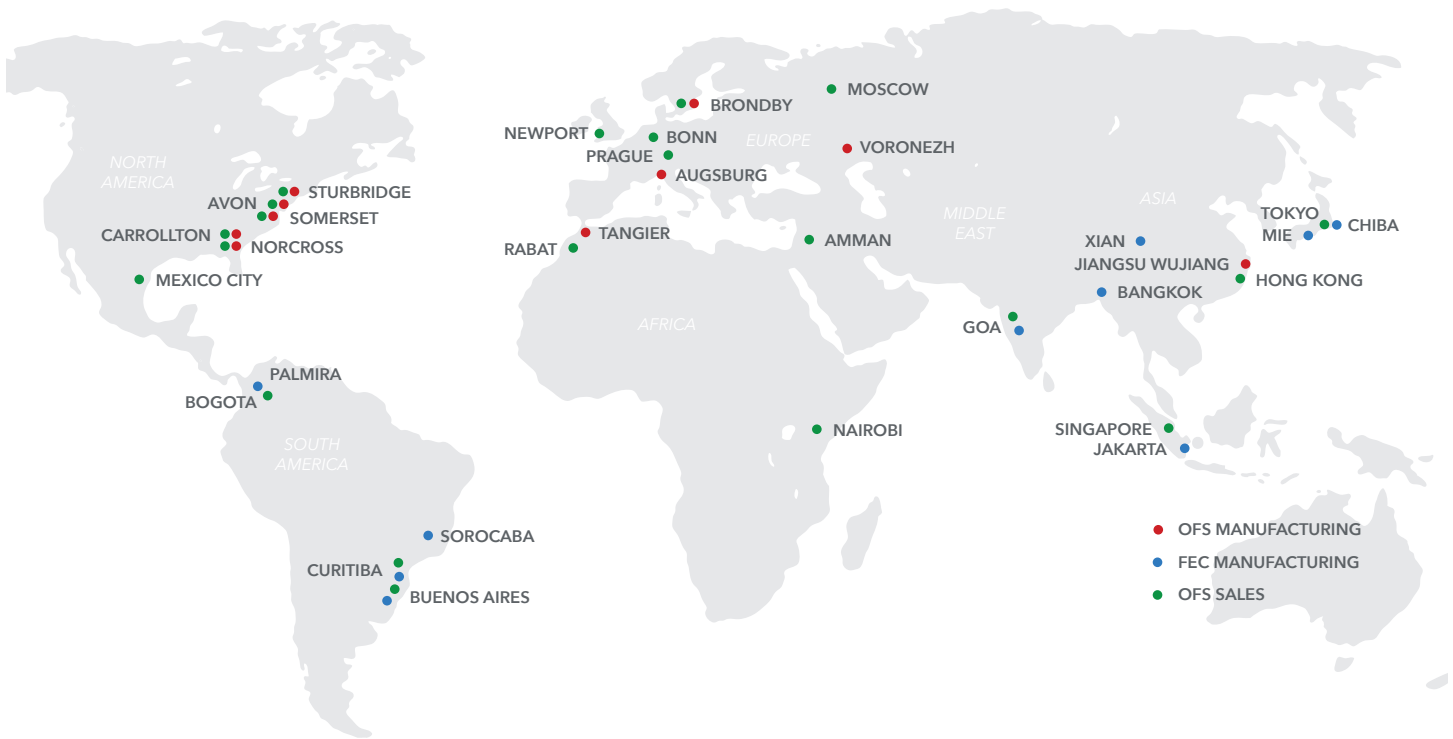 MOSCOW
BRONDBY
NEWPORT
BONN
EUROPE
VORONEZH
PRAGUE
NORTH
AMERICA
AUGSBURG
STURBRIDGE
AVON
SOMERSET
ASIA
MIDDLE
EAST
TOKYO
CHIBA
CARROLLTON
TANGIER
MIE
NORCROSS
RABAT
AMMAN
XIAN
JIANGSU WUJIANG
MEXICO CITY
HONG KONG
BANGKOK
AFRICA
GOA
PALMIRA
BOGOTA
NAIROBI
SINGAPORE
SOUTH
AMERICA
JAKARTA
OFS MANUFACTURING
SOROCABA
FEC MANUFACTURING
CURITIBA
OFS SALES
BUENOS AIRES